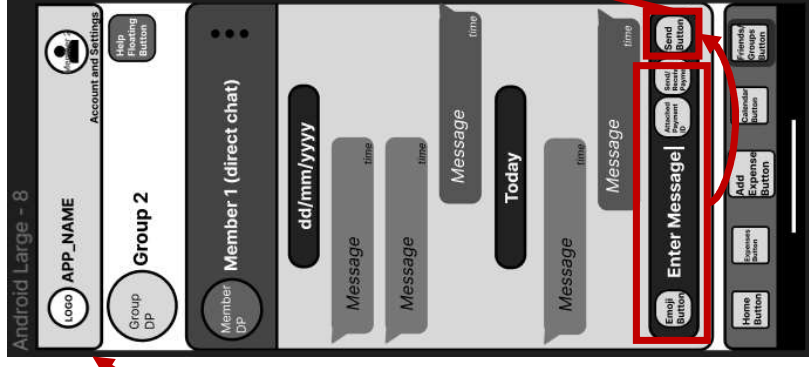 Android Large - 8
LOGO
APP_NAME
Account and Settings
Group
DP
Group 2
Help
Floating
Button
Member
DP
Member 1 (direct chat)
dd/mm/yyyy
Message
time
Message
time
Message
time
Today
Message
time
Message
time
Emoji
Button
Enter Message
Attached
Payment
ID
Send/
Send
Button
Home
Button
Expenses
Button
Add
Expense
Button
Calendar
Button
Friends/
Groups
Button